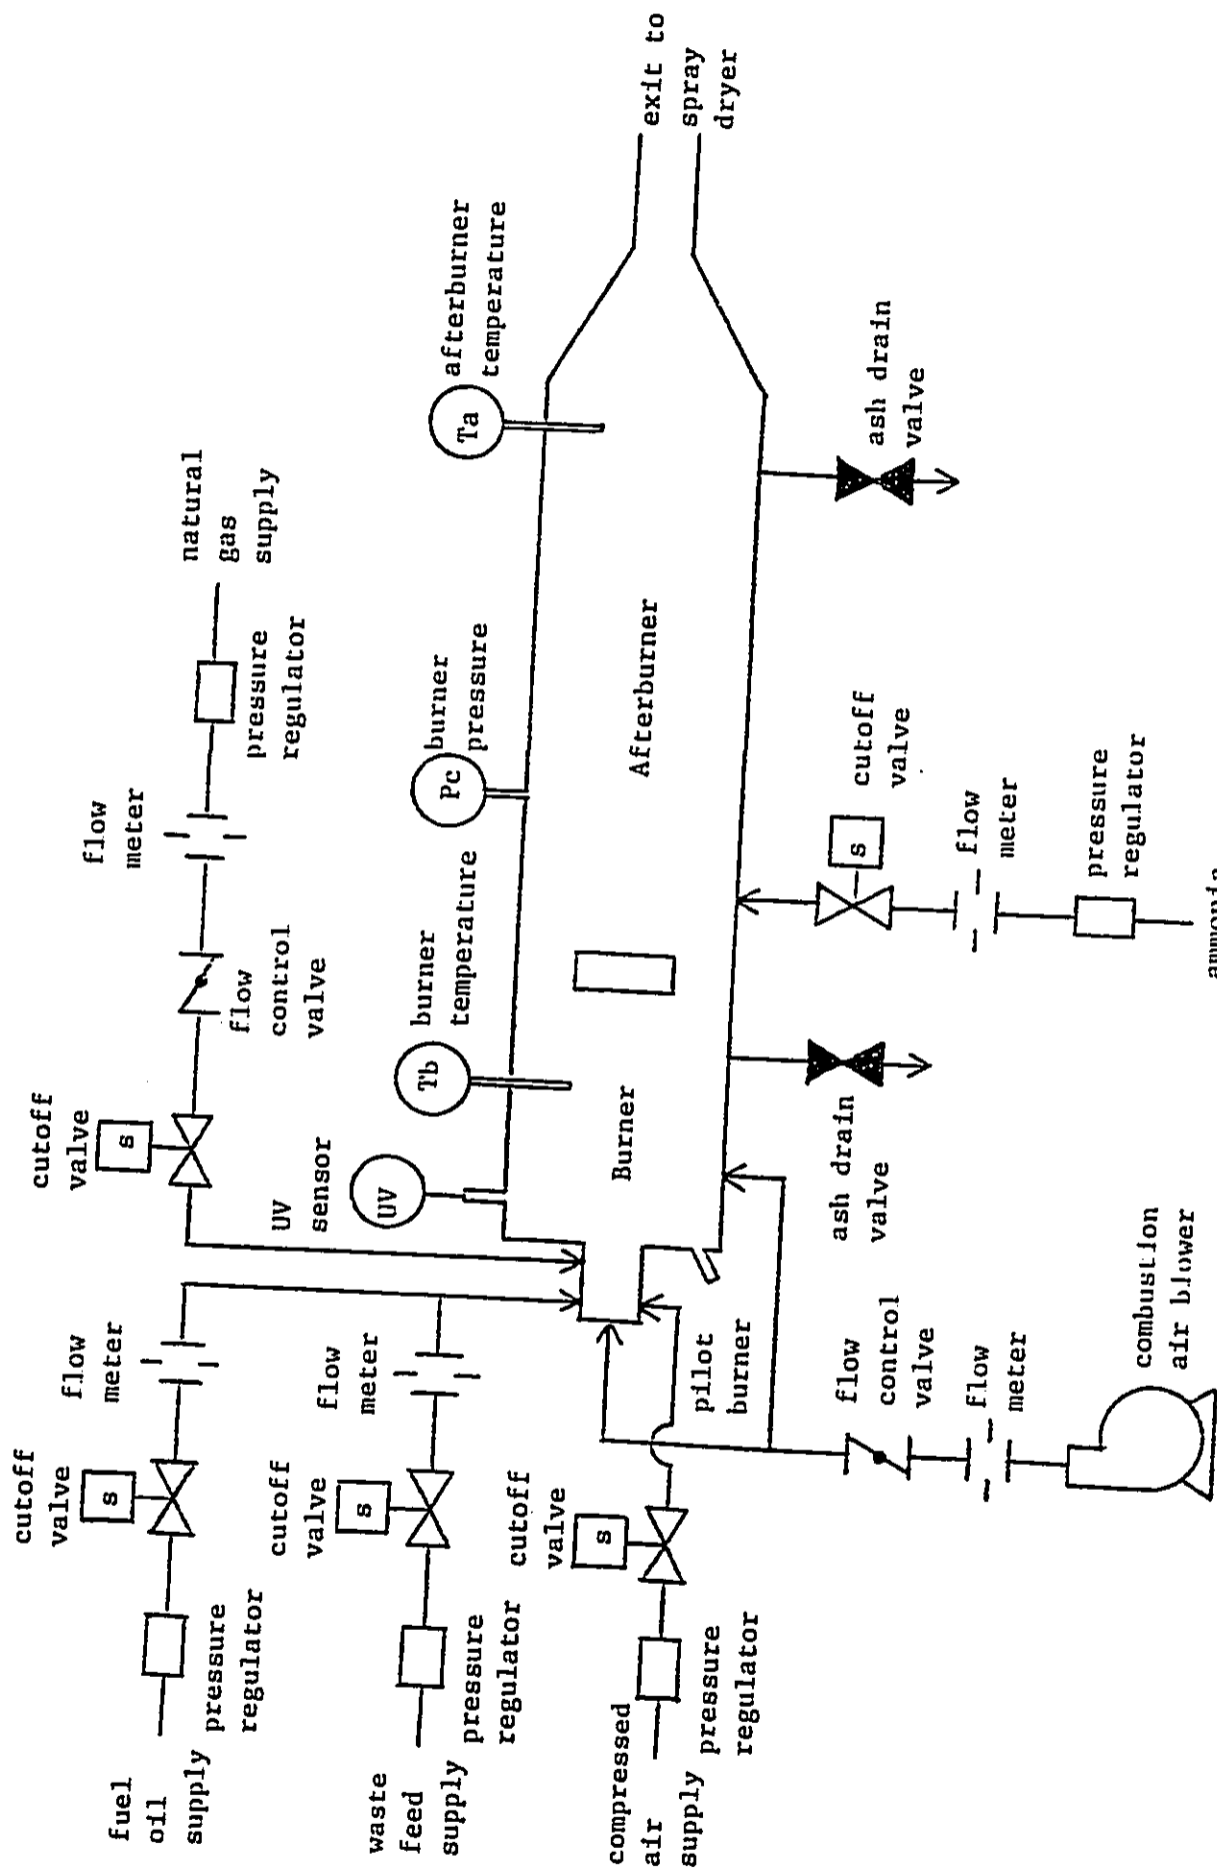 exit to
spray
dryer
afterburner
temperature
Ta
natural
gas
supply
pressure
regulator
flow
meter
flow
control
valve
cutoff
valve
s
burner
pressure
Pc
burner
temperature
Tb
UV
sensor
UV
Burner
Afterburner
ash drain
valve
ash drain
valve
cutoff
valve
s
flow
meter
pressure
regulator
ammonia
fuel
oil
supply
pressure
regulator
cutoff
valve
s
flow
meter
waste
feed
supply
pressure
regulator
cutoff
valve
s
flow
meter
compressed
air
supply
pressure
regulator
cutoff
valve
s
pilot
burner
flow
control
valve
flow
meter
combustion
air blower